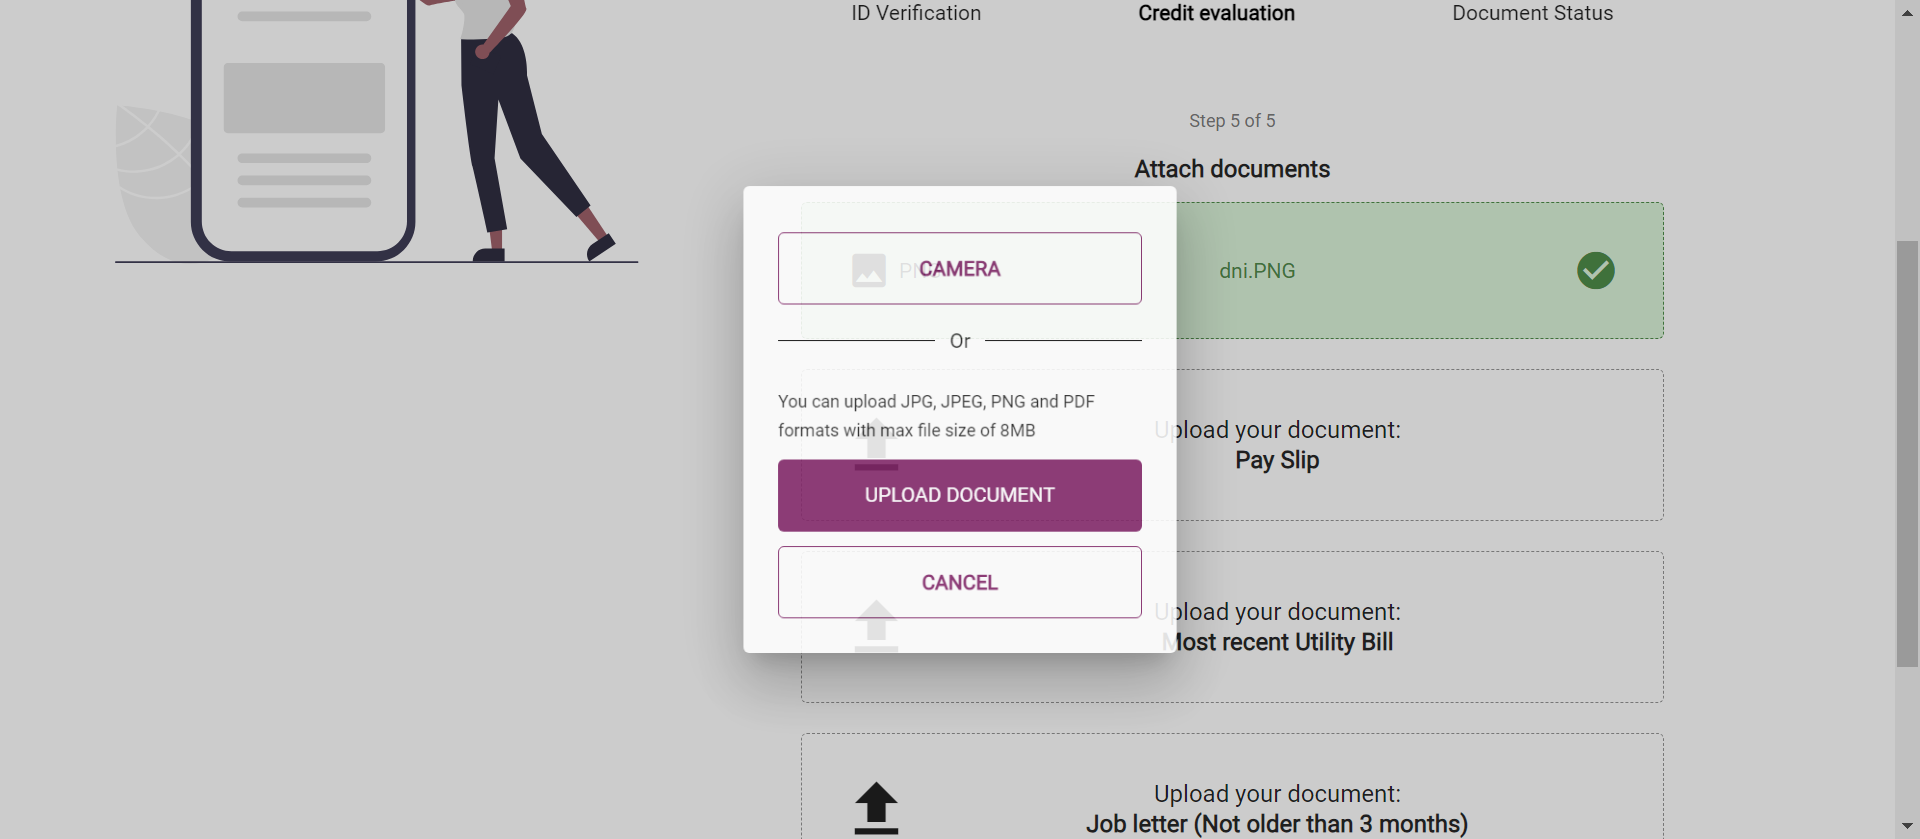 ID Verification
Credit evaluation
Document Status
Step 5 of 5
Attach documents
CAMERA
dni.PNG
Or
You can upload JPG, JPEG, PNG and PDF
formats with max file size of 8MB
UPLOAD DOCUMENT
CANCEL
Upload your document:
Pay Slip
Upload your document:
Most recent Utility Bill
Upload your document:
Job letter (Not older than 3 months)